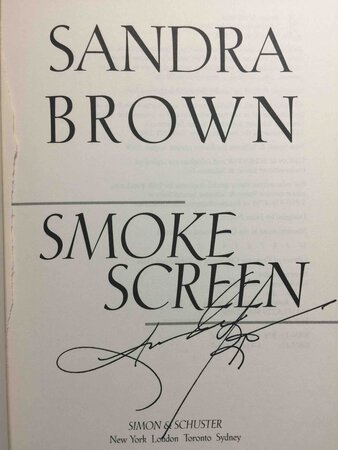 SANDRA
BROWN
SMOKE
SCREEN
SIMON & SCHUSTER
New York London Toronto Sydney